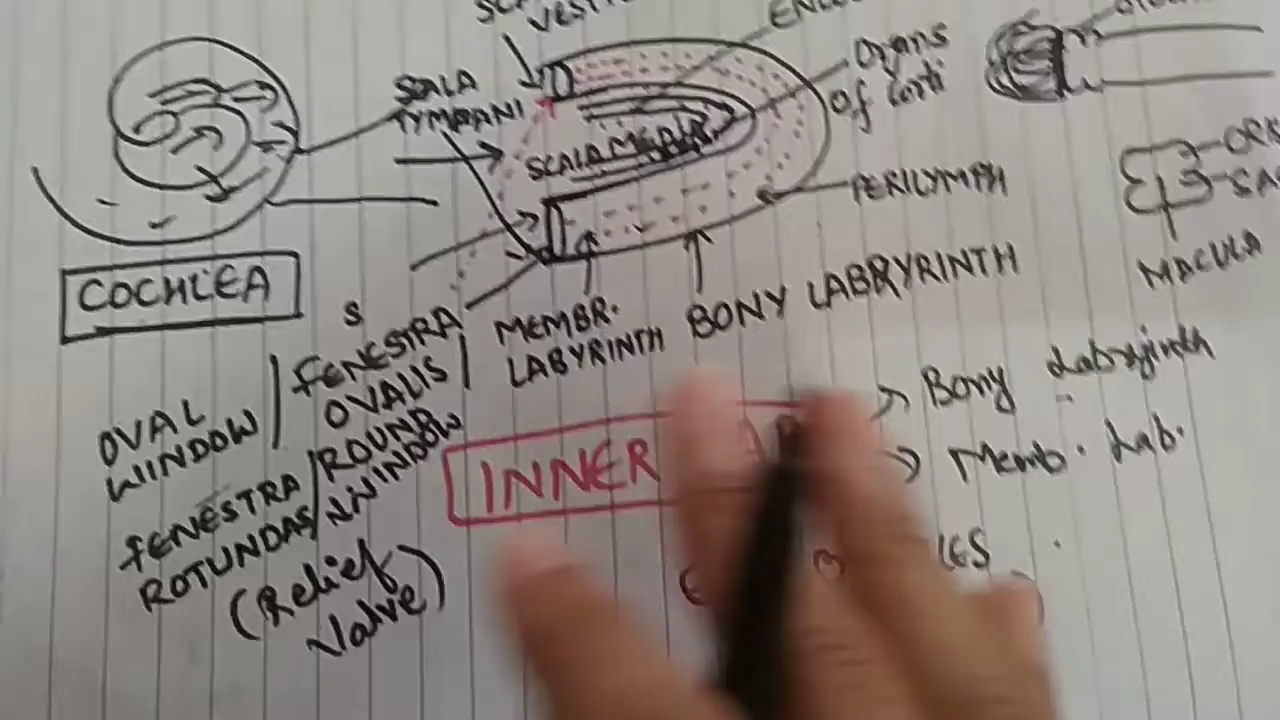 SCALA
TYMPANI
SCALA MEDIA
Organs
of Corti
PERILYMPH
MACULA
COCHLEA
S
FENESTRA
OVALIS
OVAL
WINDOW
MEMBR.
LABYRINTH
BONY LABRYRINTH
FENESTRA
ROTUNDAS
ROUND
WINDOW
(Relief
Valve)
INNER
Bony Labryinth
Memb. Lab.